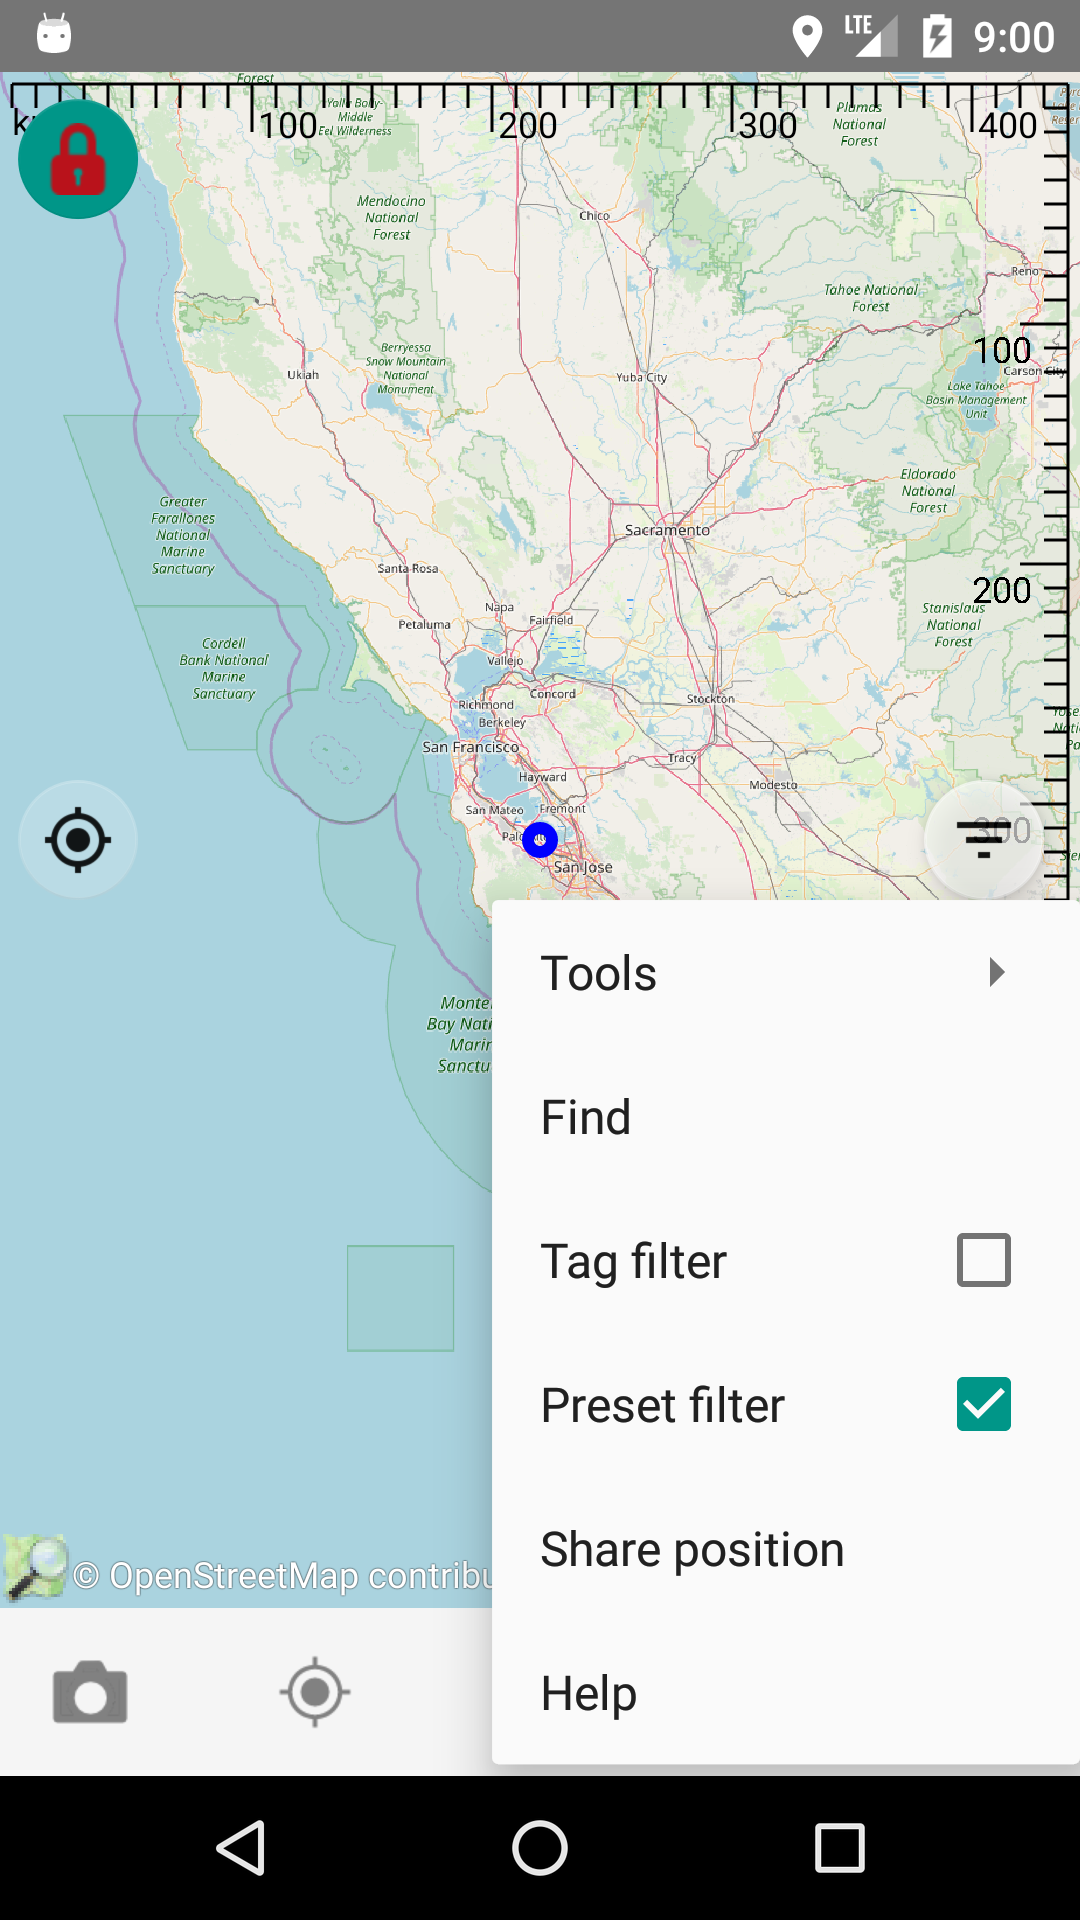 LTE 9:00
Forest
Yolla Bolly-
Middle
Eel Wilderness
Plumas
National
Forest
100
200
300
400
Mendocino
National
Forest
Chico
Reno
Tahoe National
Forest
Berryessa
Snow Mountain
National
Monument
Ukiah
Yuba City
100
Carson City
Lake Tahoe
Basin Management
Unit
Eldorado
National
Forest
Greater
Farallones
National
Marine
Sanctuary
Sacramento
Santa Rosa
200
Napa
Fairfield
Petaluma
Stanislaus
National
Forest
Cordell
Bank National
Marine
Sanctuary
Vallejo
Concord
Richmond
Stockton
Berkeley
San Francisco
Tracy
Hayward
Modesto
San Mateo
Fremont
300
San Jose
Monte
Bay Nati
Marin
Sanctu
Tools
Find
Tag filter
Preset filter
Share position
Help
© OpenStreetMap contribu